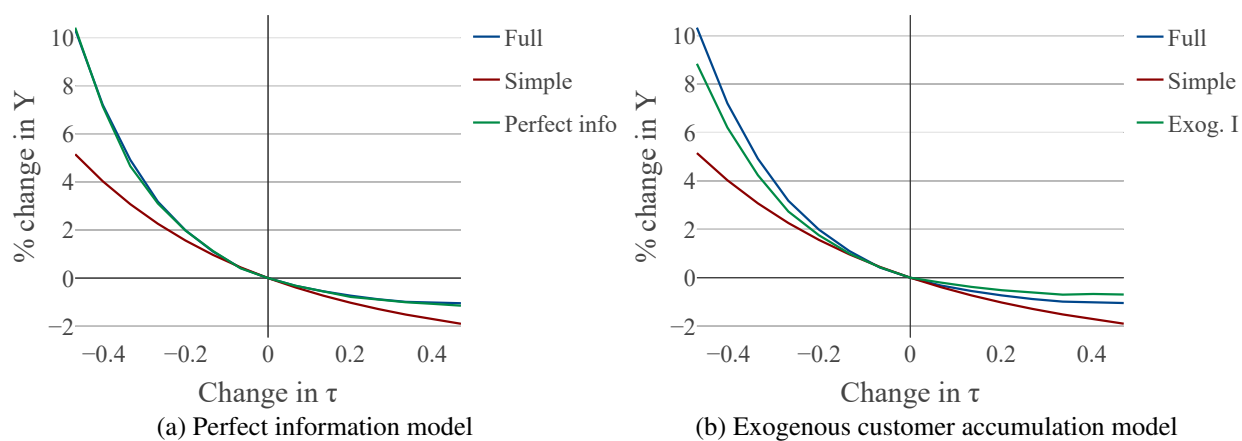 10
8
6
4
2
0
−2
% change in Y
−0.4
−0.2
0
0.2
0.4
Change in τ
Full
Simple
Perfect info
(a) Perfect information model
10
8
6
4
2
0
−2
% change in Y
−0.4
−0.2
0
0.2
0.4
Change in τ
Full
Simple
Exog. I
(b) Exogenous customer accumulation model